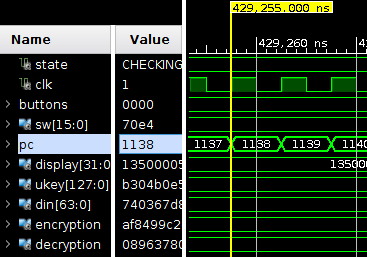 429,255.000 ns
Name Value
429,260 ns
state CHECKING
clk 1
buttons 0000
sw[15:0] 70e4
pc 1138 1137 1138 1139 1140
display[31:0 13500005 135000
ukey[127:0] b304b0e5
din[63:0] 740367d8
encryption af8499c2
decryption 08963780